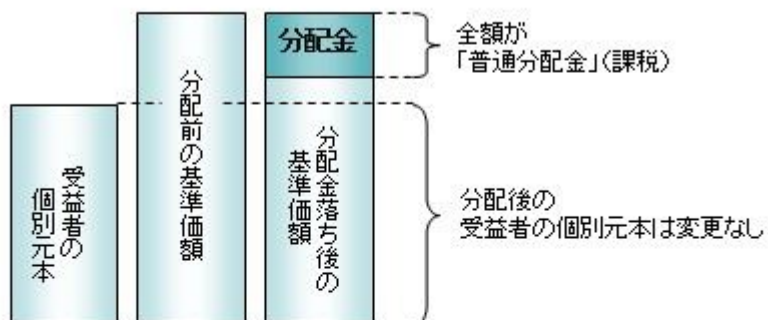 受益者の
個別元本
分配前の基準価額
分配金
分配金落ち後の
基準価額
全額が
「普通分配金」(課税)
分配後の
受益者の個別元本は変更なし